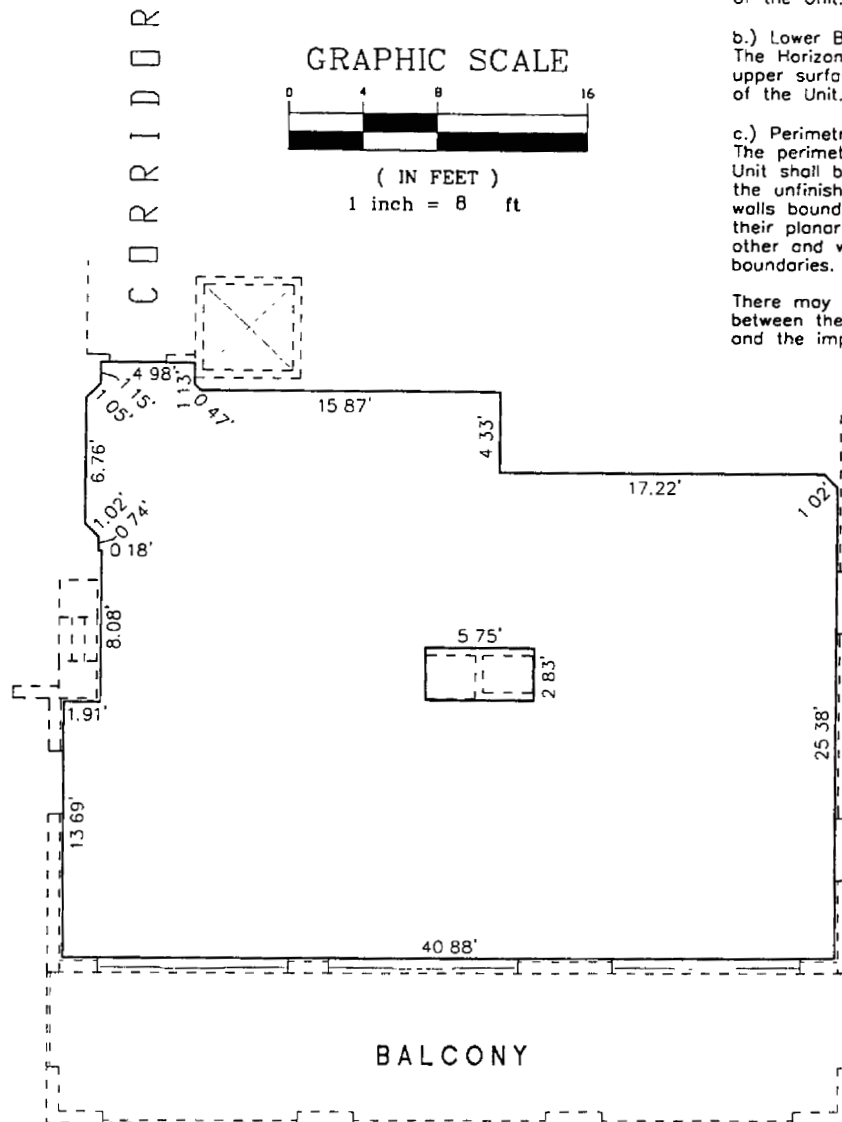 of the Unit.
b.) Lower B
The Horizon
upper surfa
of the Unit.
c.) Perimetr
The perimet
Unit shall b
the unfinish
walls bound
their planar
other and w
boundaries.
There may
between the
and the imp
CORRIDOR
GRAPHIC SCALE
0 4 8 16
( IN FEET )
1 inch = 8 ft
4 98'
1 13'
0 47'
1 15'
1 05'
15 87'
4 33'
17.22'
1 02'
6.76'
1.02'
0 74'
0 18'
8.08'
5 75'
2 83'
1.91'
25 38'
13 69'
40 88'
BALCONY